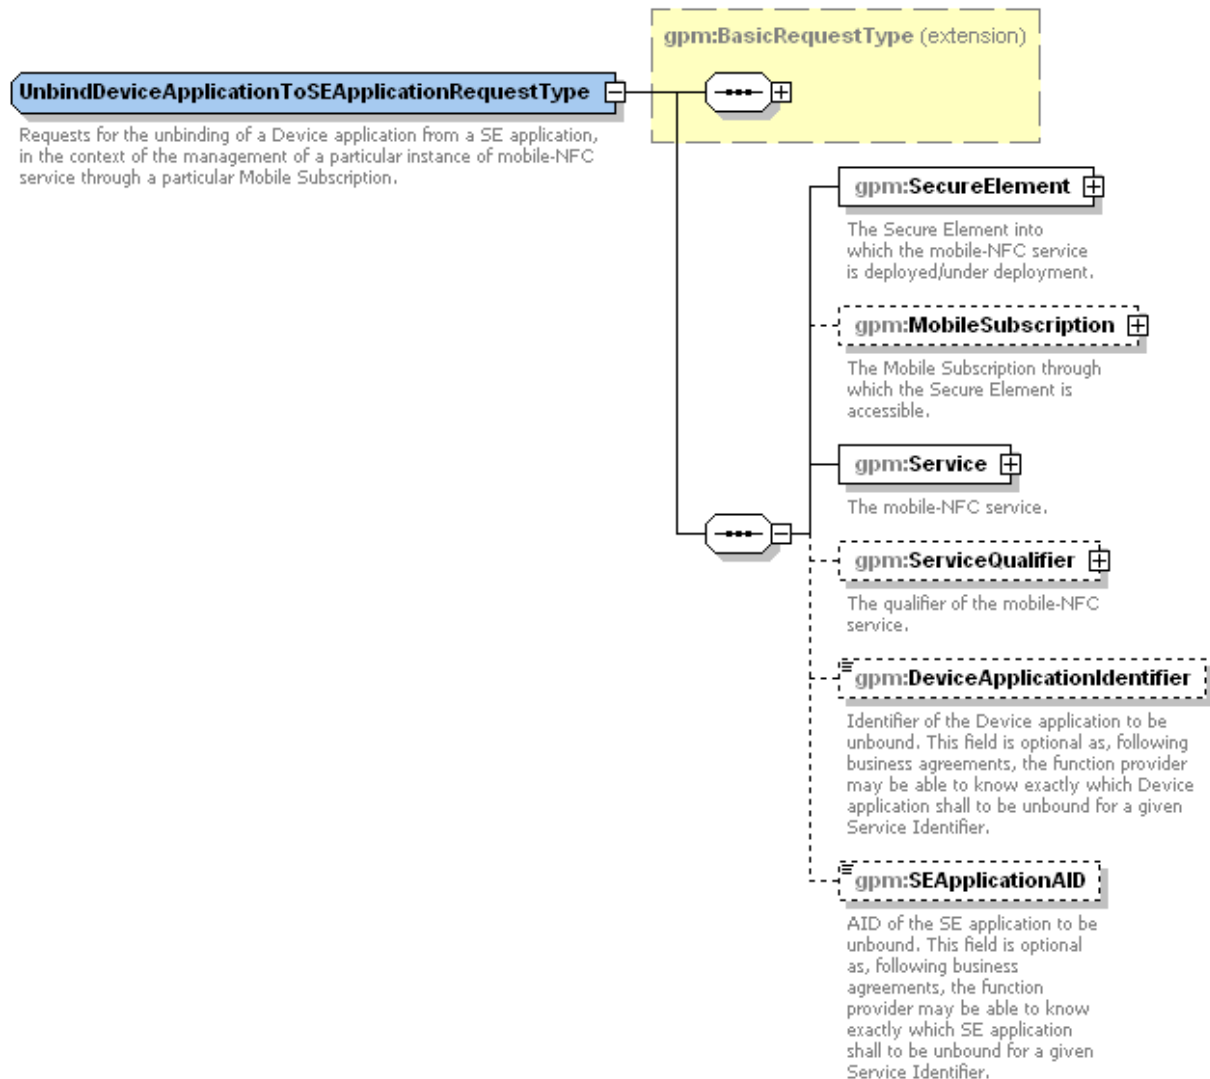 gpm:BasicRequestType (extension)
UnbindDeviceApplicationToSEApplicationRequestType
Requests for the unbinding of a Device application from a SE application,
in the context of the management of a particular instance of mobile-NFC
service through a particular Mobile Subscription.
gpm:SecureElement
The Secure Element into
which the mobile-NFC service
is deployed/under deployment.
gpm:MobileSubscription
The Mobile Subscription through
which the Secure Element is
accessible.
gpm:Service
The mobile-NFC service.
gpm:ServiceQualifier
The qualifier of the mobile-NFC
service.
gpm:DeviceApplicationIdentifier
Identifier of the Device application to be
unbound. This field is optional as, following
business agreements, the function provider
may be able to know exactly which Device
application shall to be unbound for a given
Service Identifier.
gpm:SEApplicationAID
AID of the SE application to be
unbound. This field is optional
as, following business
agreements, the function
provider may be able to know
exactly which SE application
shall to be unbound for a given
Service Identifier.